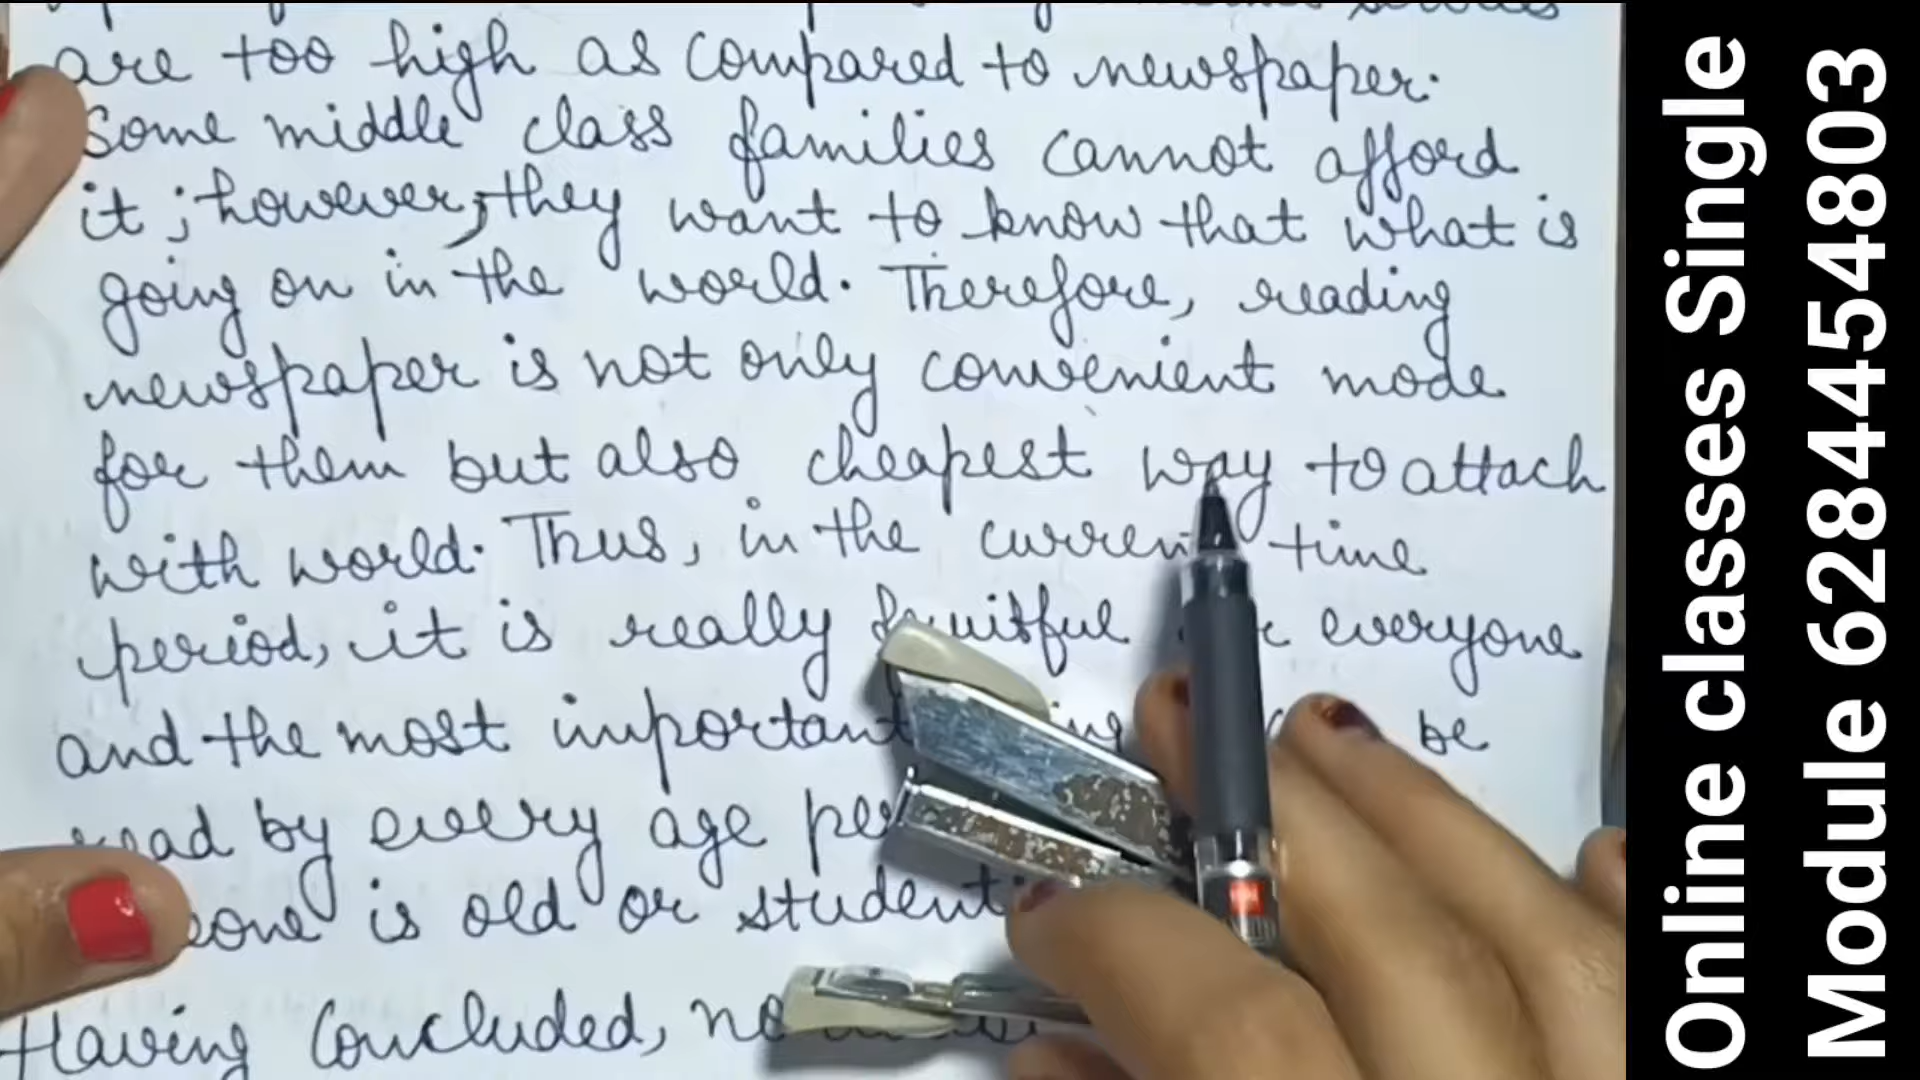 are too high as compared to newspaper.
Some middle class families cannot afford
it; however, they want to know that what is
going on in the world. Therefore, reading
newspaper is not only convenient mode
for them but also cheapest way to attach
with world. Thus, in the current time
period, it is really fruitful everyone
and the most important be
read by every age
is old or student
Having Concluded, no
Online classes Single
Module 6284454803